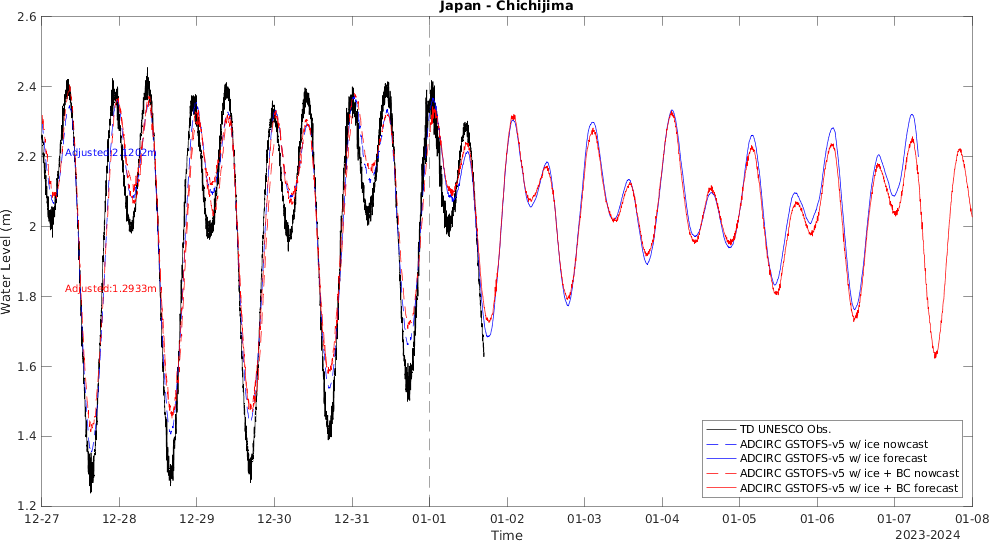 Japan - Chichijima
2.6
2.4
2.2
2
1.8
1.6
1.4
1.2
Water Level (m)
Adjusted:2.1202m
Adjusted:1.2933m
TD UNESCO Obs.
ADCIRC GSTOFS-v5 w/ ice nowcast
ADCIRC GSTOFS-v5 w/ ice forecast
ADCIRC GSTOFS-v5 w/ ice + BC nowcast
ADCIRC GSTOFS-v5 w/ ice + BC forecast
12-27 12-28 12-29 12-30 12-31 01-01 01-02 01-03 01-04 01-05 01-06 01-07 01-08
Time
2023-2024